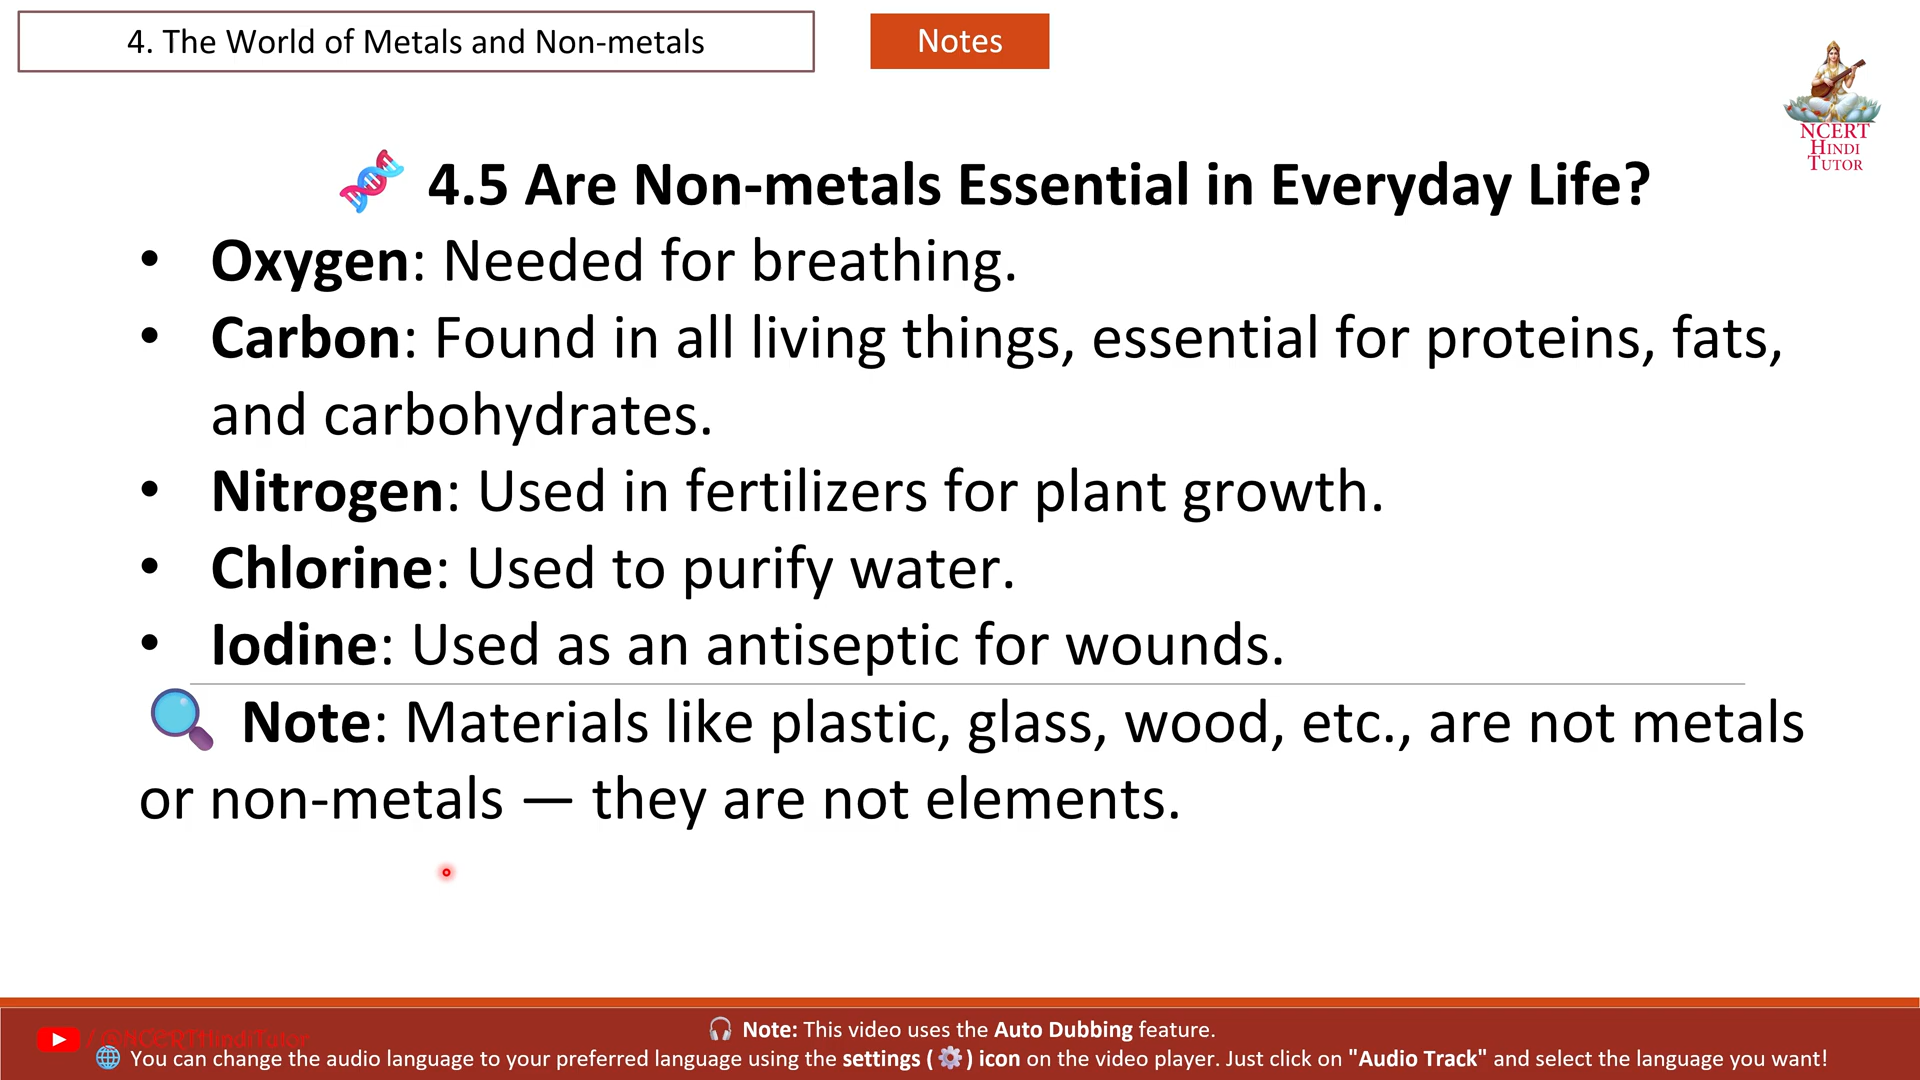 4. The World of Metals and Non-metals
Notes
NCERT
HINDI
TUTOR
4.5 Are Non-metals Essential in Everyday Life?
• Oxygen: Needed for breathing.
• Carbon: Found in all living things, essential for proteins, fats,
and carbohydrates.
• Nitrogen: Used in fertilizers for plant growth.
• Chlorine: Used to purify water.
• Iodine: Used as an antiseptic for wounds.
Note: Materials like plastic, glass, wood, etc., are not metals
or non-metals — they are not elements.
/@NCERTHindiTutor
Note: This video uses the Auto Dubbing feature.
You can change the audio language to your preferred language using the settings ( ) icon on the video player. Just click on "Audio Track" and select the language you want!